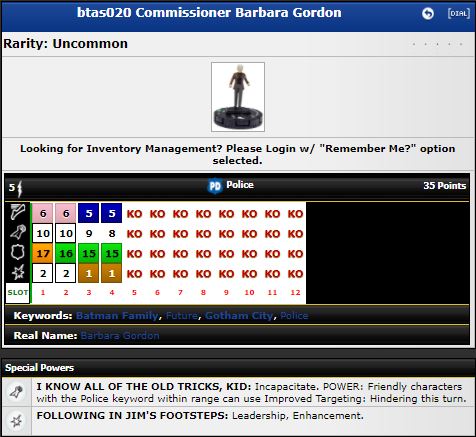 btas020 Commissioner Barbara Gordon
[DIAL]
Rarity: Uncommon
Looking for Inventory Management? Please Login w/ "Remember Me?" option
selected.
5 PD Police 35 Points
6 6 5 5 KO KO KO KO KO KO KO KO
10 10 9 8 KO KO KO KO KO KO KO KO
17 16 15 15 KO KO KO KO KO KO KO KO
2 2 1 1 KO KO KO KO KO KO KO KO
SLOT 1 2 3 4 5 6 7 8 9 10 11 12
Keywords: Batman Family, Future, Gotham City, Police
Real Name: Barbara Gordon
Special Powers
I KNOW ALL OF THE OLD TRICKS, KID: Incapacitate. POWER: Friendly characters
with the Police keyword within range can use Improved Targeting: Hindering this turn.
FOLLOWING IN JIM'S FOOTSTEPS: Leadership, Enhancement.